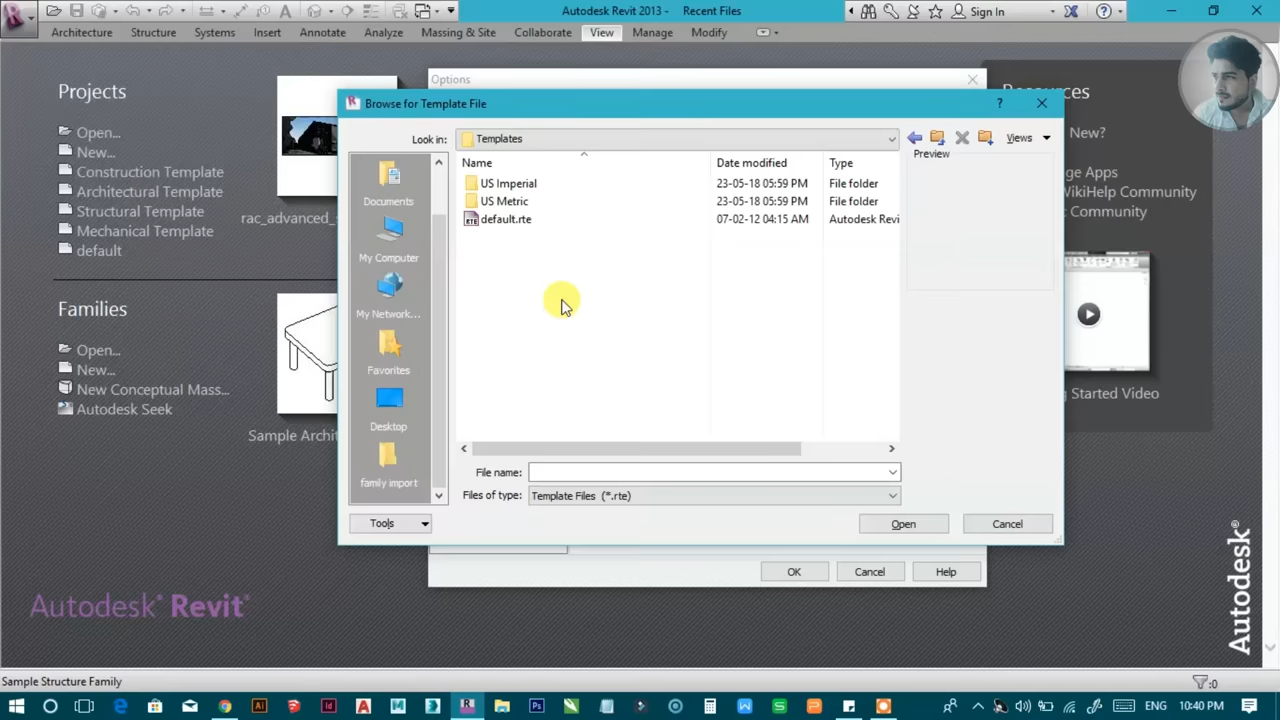 Autodesk Revit 2013 - Recent Files
Sign In
Architecture
Structure
Systems
Insert
Annotate
Analyze
Massing & Site
Collaborate
View
Manage
Modify
Projects
Open...
New...
Construction Template
Architectural Template
Structural Template
Mechanical Template
default
Families
Open...
New...
New Conceptual Mass...
Autodesk Seek
Sample Archi
Options
Browse for Template File
Look in:
Templates
Views
Preview
Documents
My Computer
My Network...
Favorites
Desktop
family import
Name
Date modified
Type
US Imperial
23-05-18 05:59 PM
File folder
US Metric
23-05-18 05:59 PM
File folder
default.rte
07-02-12 04:15 AM
Autodesk Revi
File name:
Files of type:
Template Files (*.rte)
Tools
Open
Cancel
OK
Cancel
Help
New?
Apps
WikiHelp Community
Community
Started Video
Autodesk® Revit®
Autodesk®
Sample Structure Family
:0
ENG
10:40 PM